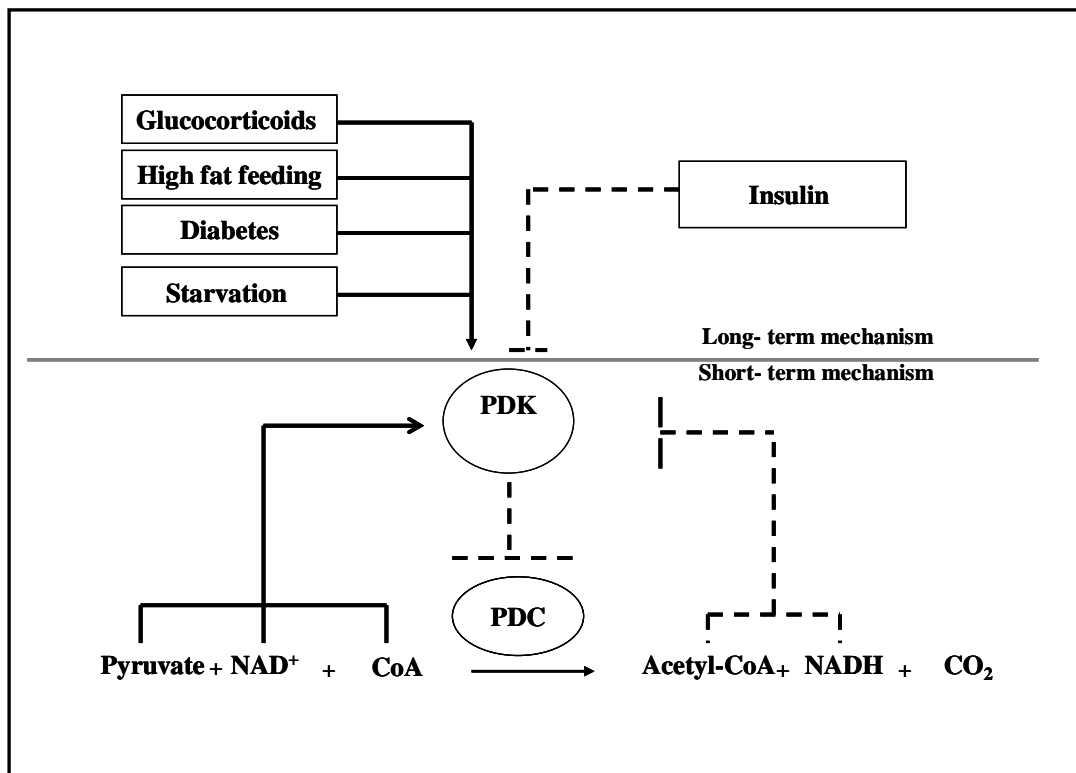 Glucocorticoids
High fat feeding
Insulin
Diabetes
Starvation
Long- term mechanism
Short- term mechanism
PDK
PDC
Pyruvate + NAD⁺ + CoA Acetyl-CoA + NADH + CO₂